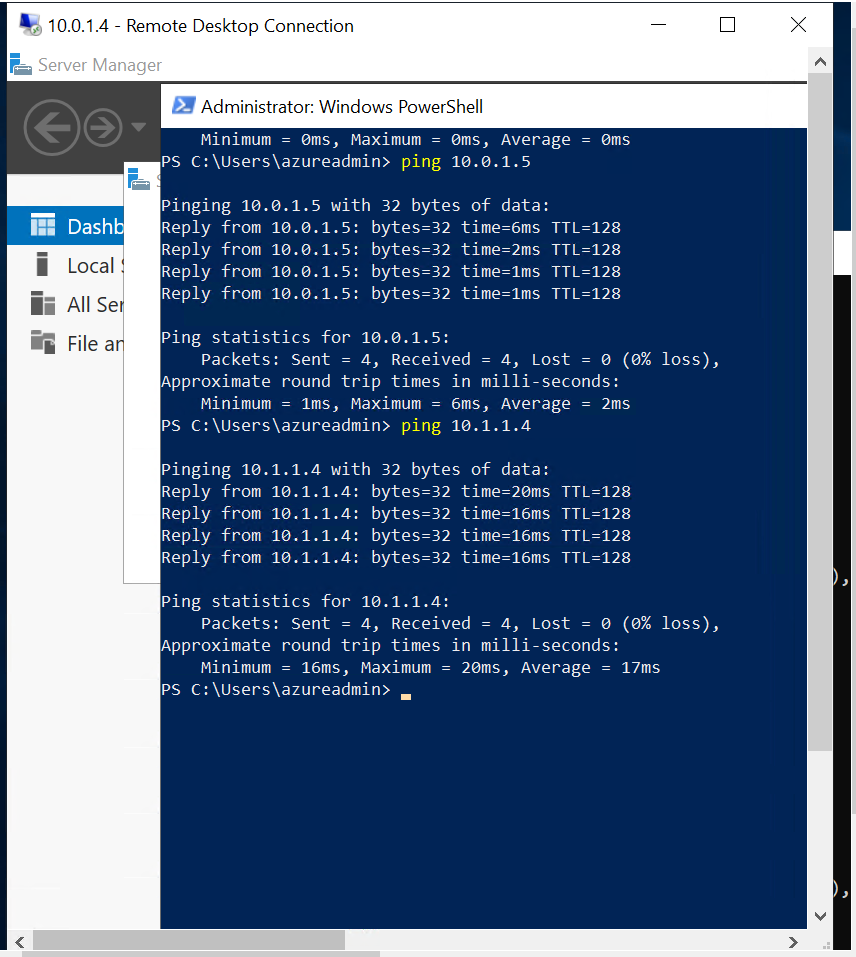 10.0.1.4 - Remote Desktop Connection
Server Manager
Administrator: Windows PowerShell
Minimum = 0ms, Maximum = 0ms, Average = 0ms
PS C:\Users\azureadmin> ping 10.0.1.5
Pinging 10.0.1.5 with 32 bytes of data:
Reply from 10.0.1.5: bytes=32 time=6ms TTL=128
Reply from 10.0.1.5: bytes=32 time=2ms TTL=128
Reply from 10.0.1.5: bytes=32 time=1ms TTL=128
Reply from 10.0.1.5: bytes=32 time=1ms TTL=128
Ping statistics for 10.0.1.5:
Packets: Sent = 4, Received = 4, Lost = 0 (0% loss),
Approximate round trip times in milli-seconds:
Minimum = 1ms, Maximum = 6ms, Average = 2ms
PS C:\Users\azureadmin> ping 10.1.1.4
Pinging 10.1.1.4 with 32 bytes of data:
Reply from 10.1.1.4: bytes=32 time=20ms TTL=128
Reply from 10.1.1.4: bytes=32 time=16ms TTL=128
Reply from 10.1.1.4: bytes=32 time=16ms TTL=128
Reply from 10.1.1.4: bytes=32 time=16ms TTL=128
Ping statistics for 10.1.1.4:
Packets: Sent = 4, Received = 4, Lost = 0 (0% loss),
Approximate round trip times in milli-seconds:
Minimum = 16ms, Maximum = 20ms, Average = 17ms
PS C:\Users\azureadmin>
Dashb
Local
All Ser
File an
),
),